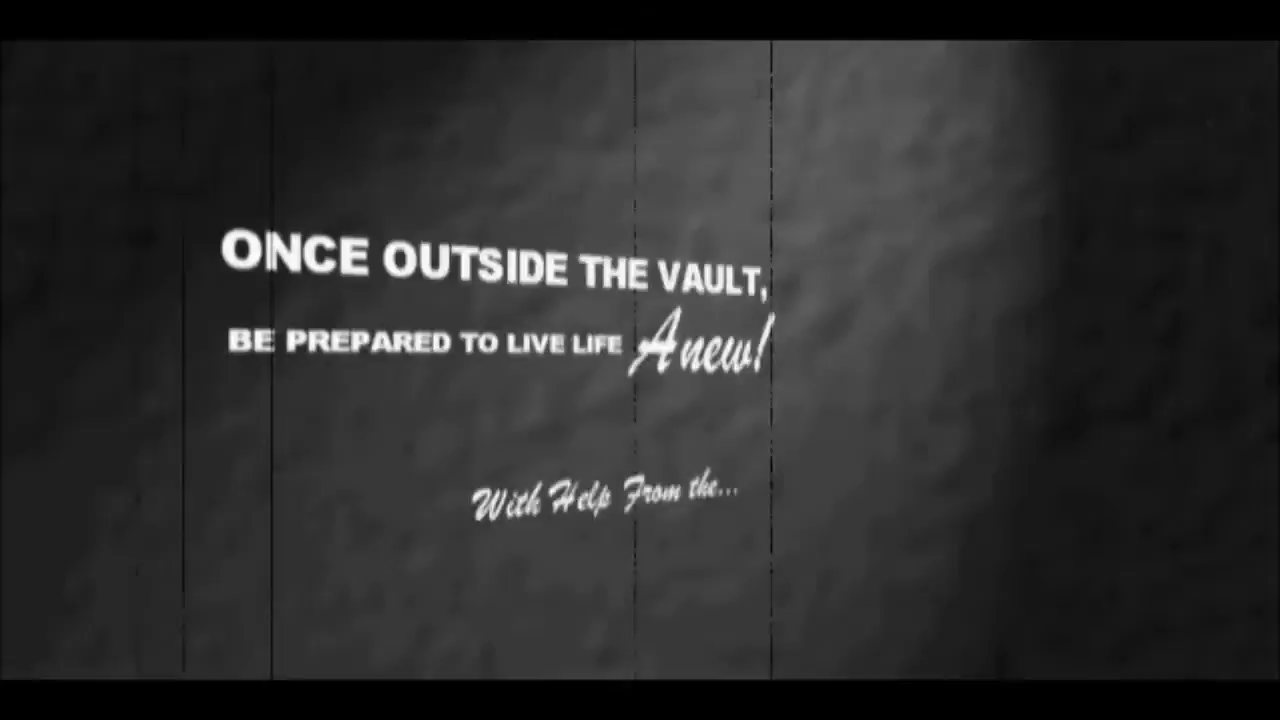 ONCE OUTSIDE THE VAULT,
BE PREPARED TO LIVE LIFE Anew!
With Help From the...